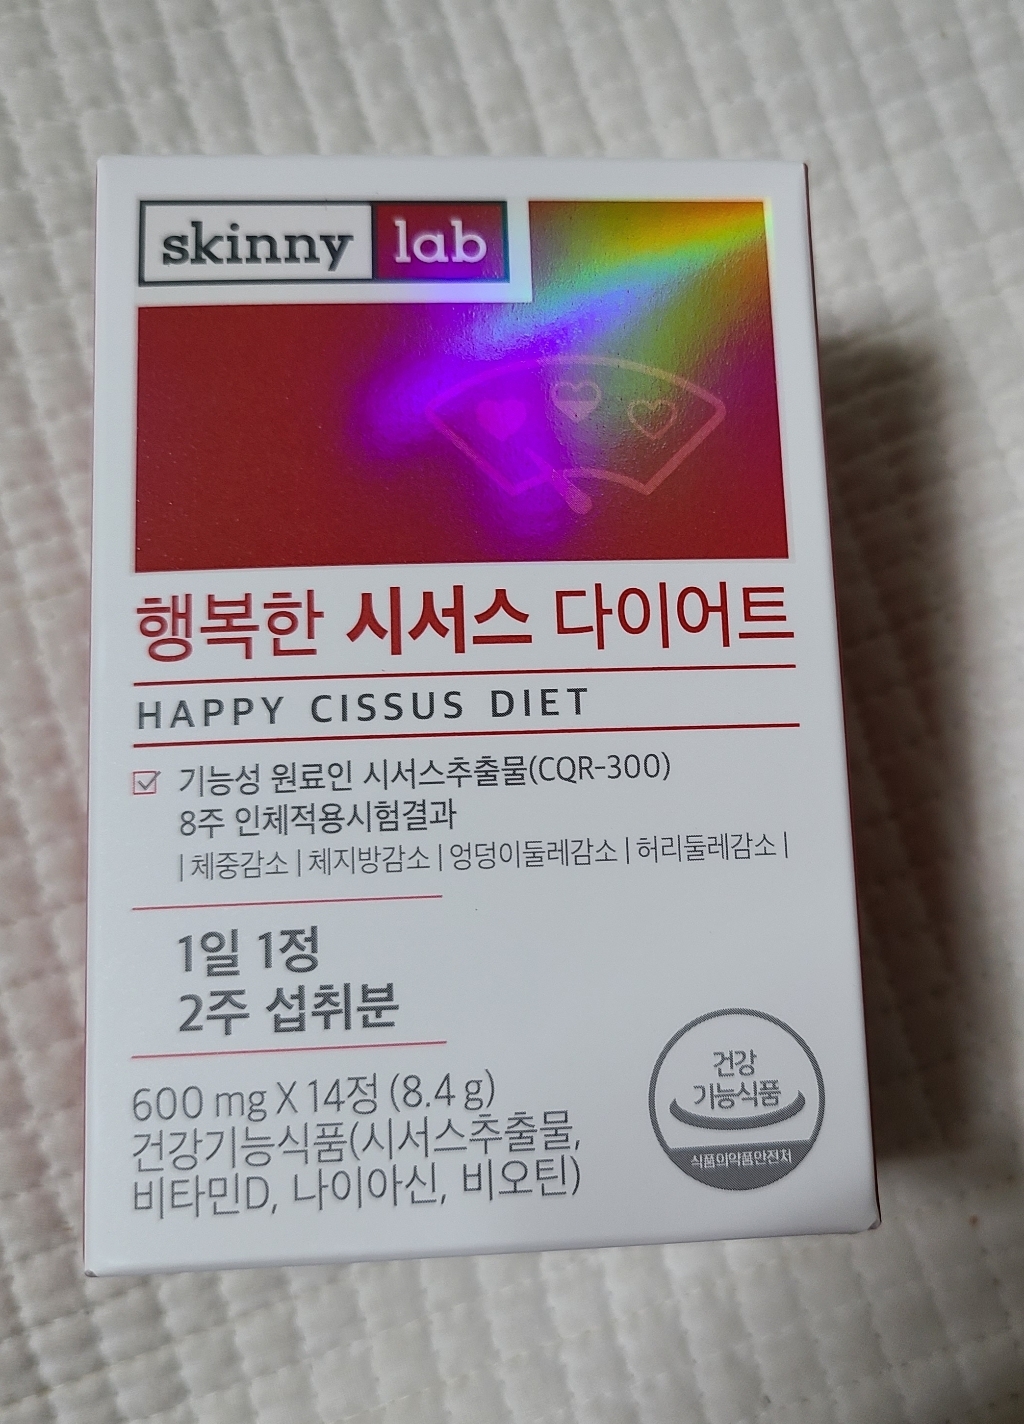 skinny lab
행복한 시서스 다이어트
HAPPY CISSUS DIET
기능성 원료인 시서스추출물(CQR-300)
8주 인체적용시험결과
| 체중감소 | 체지방감소 | 엉덩이둘레감소 | 허리둘레감소 |
1일 1정
2주 섭취분
600 mg X 14정 (8.4 g)
건강기능식품(시서스추출물,
비타민D, 나이아신, 비오틴)
건강
기능식품
식품의약품안전처